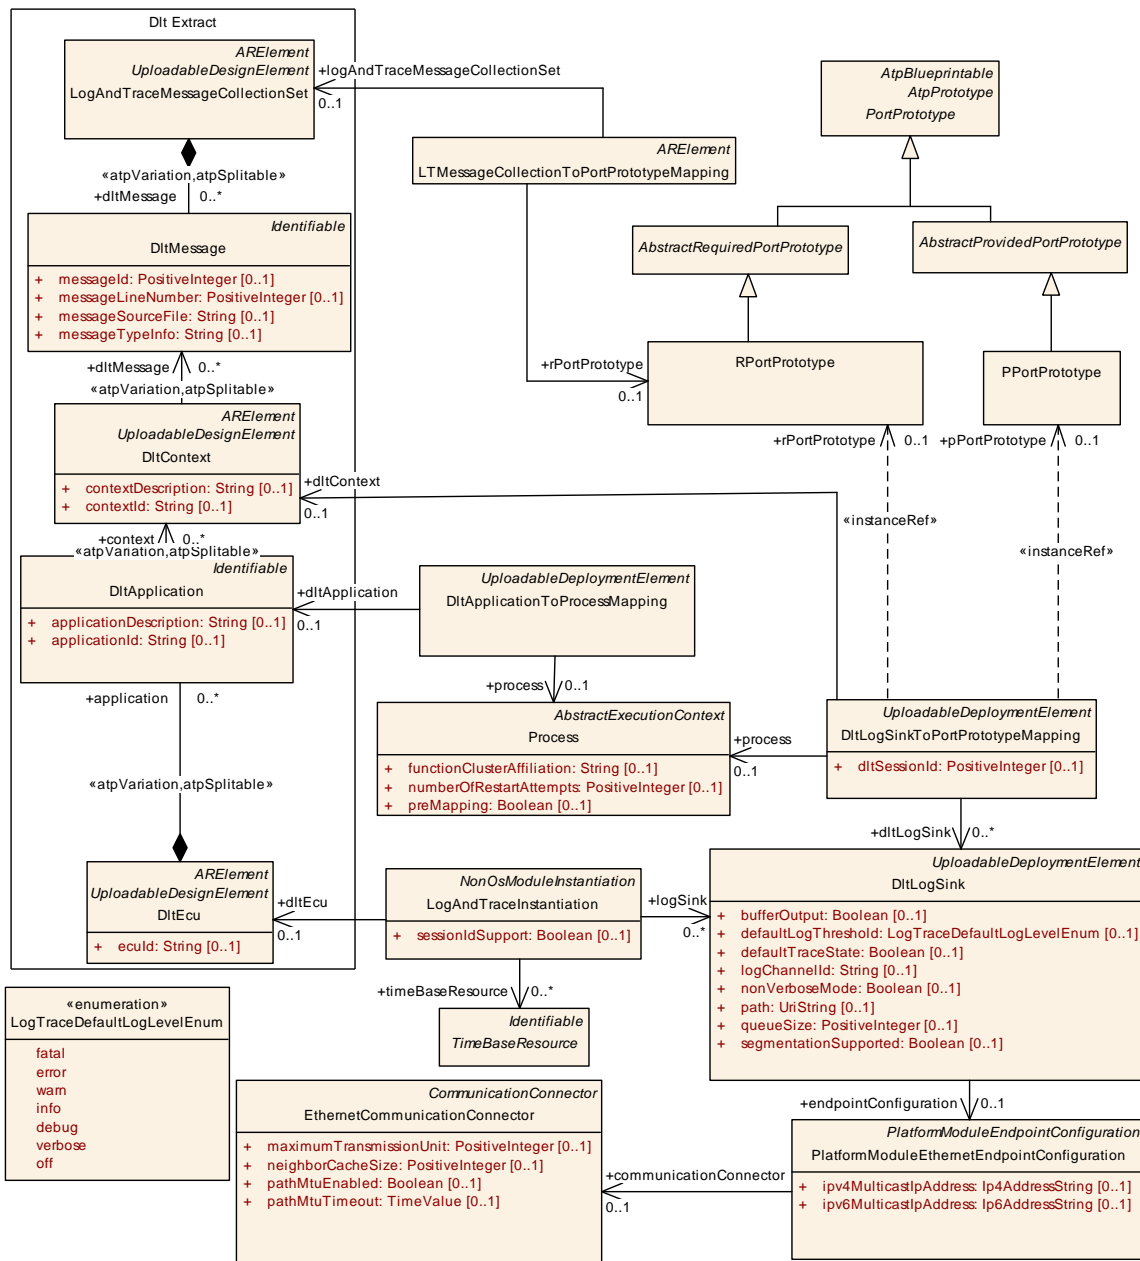 Dlt Extract
ARElement
UploadableDesignElement
LogAndTraceMessageCollectionSet
+logAndTraceMessageCollectionSet
0..1
AtpBlueprintable
AtpPrototype
PortPrototype
ARElement
LTMessageCollectionToPortPrototypeMapping
«atpVariation,atpSplitable»
+dltMessage 0..*
Identifiable
DltMessage
+ messageId: PositiveInteger [0..1]
+ messageLineNumber: PositiveInteger [0..1]
+ messageSourceFile: String [0..1]
+ messageTypeInfo: String [0..1]
AbstractRequiredPortPrototype
AbstractProvidedPortPrototype
+dltMessage 0..*
«atpVariation,atpSplitable»
+rPortPrototype
0..1
RPortPrototype
PPortPrototype
ARElement
UploadableDesignElement
DltContext
+ contextDescription: String [0..1]
+ contextId: String [0..1]
+rPortPrototype 0..1
+pPortPrototype 0..1
+dltContext
0..1
«instanceRef»
«instanceRef»
+context 0..*
«atpVariation,atpSplitable»
Identifiable
DltApplication
+ applicationDescription: String [0..1]
+ applicationId: String [0..1]
+dltApplication
0..1
UploadableDeploymentElement
DltApplicationToProcessMapping
+application 0..*
+process 0..1
AbstractExecutionContext
Process
+ functionClusterAffiliation: String [0..1]
+ numberOfRestartAttempts: PositiveInteger [0..1]
+ preMapping: Boolean [0..1]
+process
0..1
UploadableDeploymentElement
DltLogSinkToPortPrototypeMapping
+ dltSessionId: PositiveInteger [0..1]
«atpVariation,atpSplitable»
+dltLogSink 0..*
ARElement
UploadableDesignElement
DltEcu
+ ecuId: String [0..1]
+dltEcu
0..1
NonOsModuleInstantiation
LogAndTraceInstantiation
+ sessionIdSupport: Boolean [0..1]
+logSink
0..*
UploadableDeploymentElement
DltLogSink
+ bufferOutput: Boolean [0..1]
+ defaultLogThreshold: LogTraceDefaultLogLevelEnum [0..1]
+ defaultTraceState: Boolean [0..1]
+ logChannelId: String [0..1]
+ nonVerboseMode: Boolean [0..1]
+ path: UriString [0..1]
+ queueSize: PositiveInteger [0..1]
+ segmentationSupported: Boolean [0..1]
+timeBaseResource 0..*
Identifiable
TimeBaseResource
«enumeration»
LogTraceDefaultLogLevelEnum
fatal
error
warn
info
debug
verbose
off
+endpointConfiguration 0..1
CommunicationConnector
EthernetCommunicationConnector
+ maximumTransmissionUnit: PositiveInteger [0..1]
+ neighborCacheSize: PositiveInteger [0..1]
+ pathMtuEnabled: Boolean [0..1]
+ pathMtuTimeout: TimeValue [0..1]
+communicationConnector
0..1
PlatformModuleEndpointConfiguration
PlatformModuleEthernetEndpointConfiguration
+ ipv4MulticastIpAddress: Ip4AddressString [0..1]
+ ipv6MulticastIpAddress: Ip6AddressString [0..1]